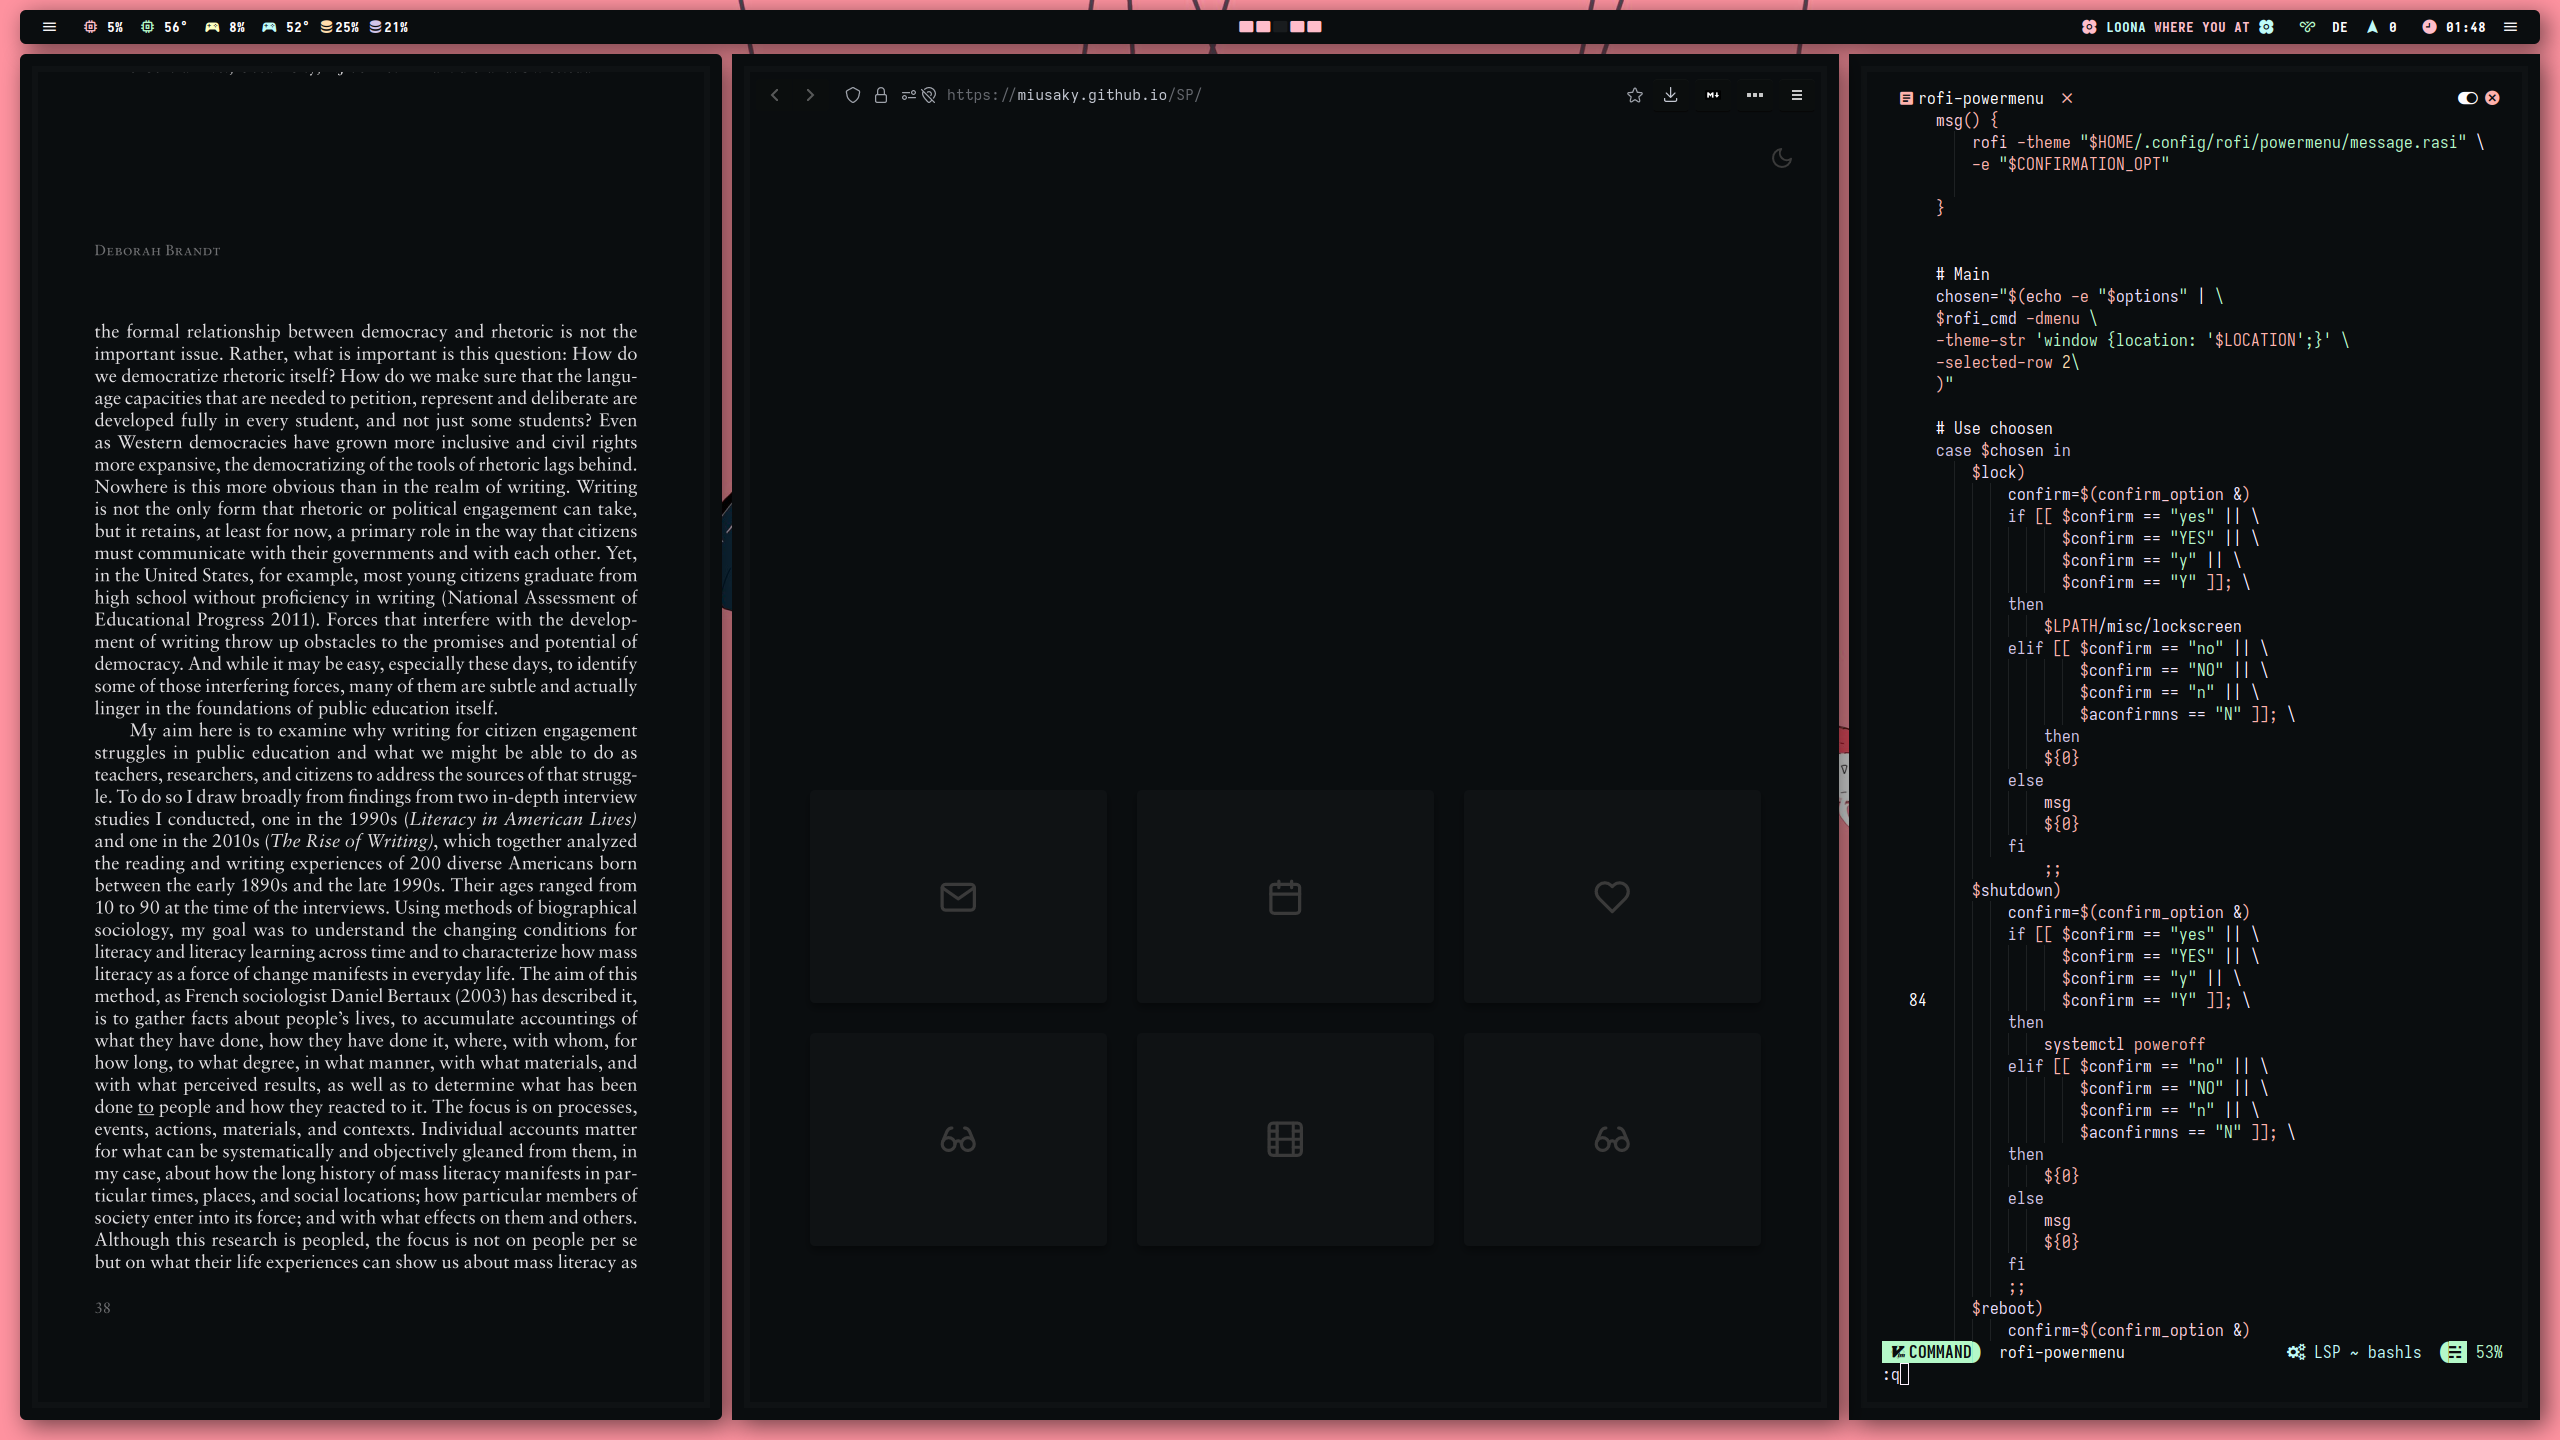 5% 56° 8% 52° 25% 21%
LOONA WHERE YOU AT DE 0 01:48
DEBORAH BRANDT
the formal relationship between democracy and rhetoric is not the
important issue. Rather, what is important is this question: How do
we democratize rhetoric itself? How do we make sure that the langu-
age capacities that are needed to petition, represent and deliberate are
developed fully in every student, and not just some students? Even
as Western democracies have grown more inclusive and civil rights
more expansive, the democratizing of the tools of rhetoric lags behind.
Nowhere is this more obvious than in the realm of writing. Writing
is not the only form that rhetoric or political engagement can take,
but it retains, at least for now, a primary role in the way that citizens
must communicate with their governments and with each other. Yet,
in the United States, for example, most young citizens graduate from
high school without proficiency in writing (National Assessment of
Educational Progress 2011). Forces that interfere with the develop-
ment of writing throw up obstacles to the promises and potential of
democracy. And while it may be easy, especially these days, to identify
some of those interfering forces, many of them are subtle and actually
linger in the foundations of public education itself.
My aim here is to examine why writing for citizen engagement
struggles in public education and what we might be able to do as
teachers, researchers, and citizens to address the sources of that strugg-
le. To do so I draw broadly from findings from two in-depth interview
studies I conducted, one in the 1990s (Literacy in American Lives)
and one in the 2010s (The Rise of Writing), which together analyzed
the reading and writing experiences of 200 diverse Americans born
between the early 1890s and the late 1990s. Their ages ranged from
10 to 90 at the time of the interviews. Using methods of biographical
sociology, my goal was to understand the changing conditions for
literacy and literacy learning across time and to characterize how mass
literacy as a force of change manifests in everyday life. The aim of this
method, as French sociologist Daniel Bertaux (2003) has described it,
is to gather facts about people’s lives, to accumulate accountings of
what they have done, how they have done it, where, with whom, for
how long, to what degree, in what manner, with what materials, and
with what perceived results, as well as to determine what has been
done to people and how they reacted to it. The focus is on processes,
events, actions, materials, and contexts. Individual accounts matter
for what can be systematically and objectively gleaned from them, in
my case, about how the long history of mass literacy manifests in par-
ticular times, places, and social locations; how particular members of
society enter into its force; and with what effects on them and others.
Although this research is peopled, the focus is not on people per se
but on what their life experiences can show us about mass literacy as
38
https://miusaky.github.io/SP/
M↓
rofi-powermenu
msg() {
rofi -theme "$HOME/.config/rofi/powermenu/message.rasi" \
-e "$CONFIRMATION_OPT"
}
# Main
chosen="$(echo -e "$options" | \
$rofi_cmd -dmenu \
-theme-str 'window {location: '$LOCATION';}' \
-selected-row 2\
)"
# Use choosen
case $chosen in
$lock)
confirm=$(confirm_option &)
if [[ $confirm == "yes" || \
$confirm == "YES" || \
$confirm == "y" || \
$confirm == "Y" ]]; \
then
$LPATH/misc/lockscreen
elif [[ $confirm == "no" || \
$confirm == "NO" || \
$confirm == "n" || \
$aconfirmns == "N" ]]; \
then
${0}
else
msg
${0}
fi
;;
$shutdown)
confirm=$(confirm_option &)
if [[ $confirm == "yes" || \
$confirm == "YES" || \
$confirm == "y" || \
84 $confirm == "Y" ]]; \
then
systemctl poweroff
elif [[ $confirm == "no" || \
$confirm == "NO" || \
$confirm == "n" || \
$aconfirmns == "N" ]]; \
then
${0}
else
msg
${0}
fi
;;
$reboot)
confirm=$(confirm_option &)
COMMAND rofi-powermenu LSP ~ bashls 53%
:q